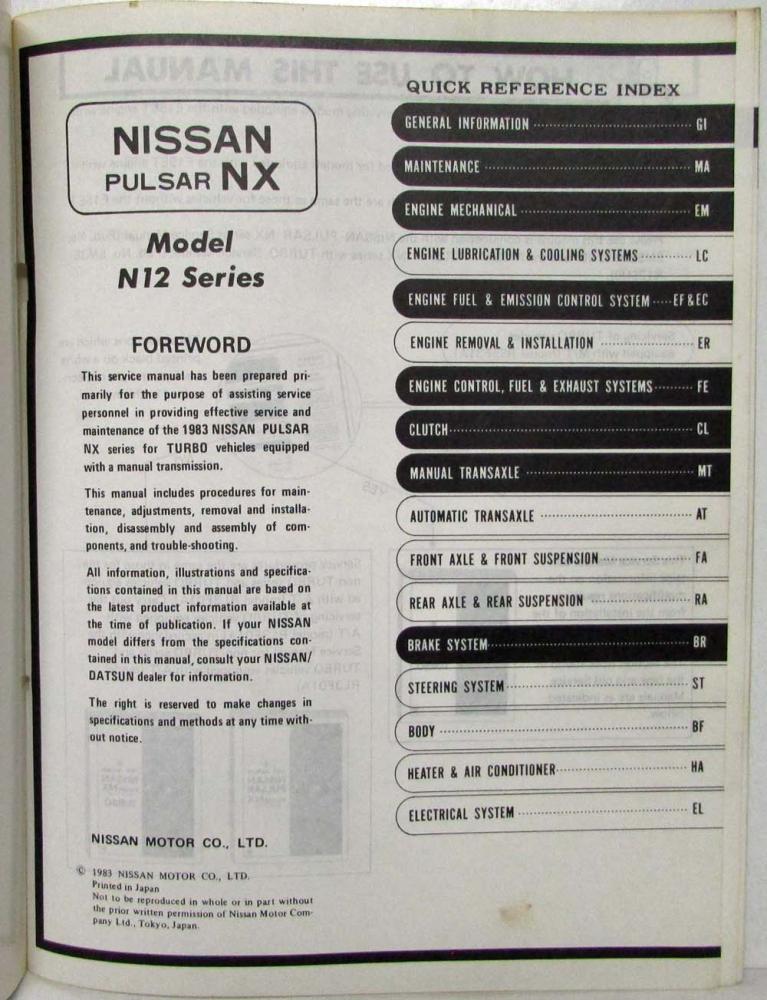 NISSAN
PULSAR NX
Model
N12 Series
FOREWORD
This service manual has been prepared pri-
marily for the purpose of assisting service
personnel in providing effective service and
maintenance of the 1983 NISSAN PULSAR
NX series for TURBO vehicles equipped
with a manual transmission.
This manual includes procedures for main-
tenance, adjustments, removal and installa-
tion, disassembly and assembly of com-
ponents, and trouble-shooting.
All information, illustrations and specifica-
tions contained in this manual are based on
the latest product information available at
the time of publication. If your NISSAN
model differs from the specifications con-
tained in this manual, consult your NISSAN/
DATSUN dealer for information.
The right is reserved to make changes in
specifications and methods at any time with-
out notice.
NISSAN MOTOR CO., LTD.
© 1983 NISSAN MOTOR CO., LTD.
Printed in Japan
Not to be reproduced in whole or in part without
the prior written permission of Nissan Motor Com-
pany Ltd., Tokyo, Japan.
QUICK REFERENCE INDEX
GENERAL INFORMATION ........ GI
MAINTENANCE ........ MA
ENGINE MECHANICAL ........ EM
ENGINE LUBRICATION & COOLING SYSTEMS ........ LC
ENGINE FUEL & EMISSION CONTROL SYSTEM ..... EF & EC
ENGINE REMOVAL & INSTALLATION ........ ER
ENGINE CONTROL, FUEL & EXHAUST SYSTEMS ........ FE
CLUTCH ........ CL
MANUAL TRANSAXLE ........ MT
AUTOMATIC TRANSAXLE ........ AT
FRONT AXLE & FRONT SUSPENSION ........ FA
REAR AXLE & REAR SUSPENSION ........ RA
BRAKE SYSTEM ........ BR
STEERING SYSTEM ........ ST
BODY ........ BF
HEATER & AIR CONDITIONER ........ HA
ELECTRICAL SYSTEM ........ EL